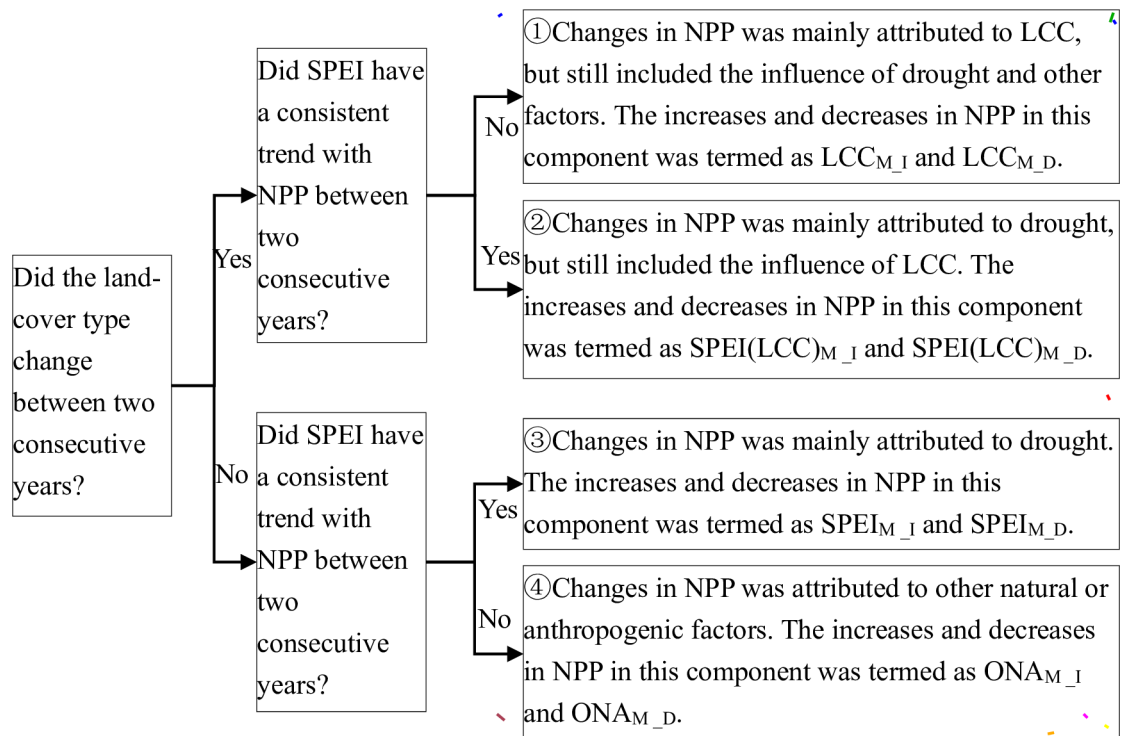 Did the land-
cover type
change
between two
consecutive
years?
Yes
No
Did SPEI have
a consistent
trend with
NPP between
two
consecutive
years?
No
Yes
①Changes in NPP was mainly attributed to LCC,
but still included the influence of drought and other
factors. The increases and decreases in NPP in this
component was termed as LCCM_I and LCCM_D.
②Changes in NPP was mainly attributed to drought,
but still included the influence of LCC. The
increases and decreases in NPP in this component
was termed as SPEI(LCC)M_I and SPEI(LCC)M_D.
Did SPEI have
a consistent
trend with
NPP between
two
consecutive
years?
Yes
No
③Changes in NPP was mainly attributed to drought.
The increases and decreases in NPP in this
component was termed as SPEIM_I and SPEIM_D.
④Changes in NPP was attributed to other natural or
anthropogenic factors. The increases and decreases
in NPP in this component was termed as ONAM_I
and ONAM_D.